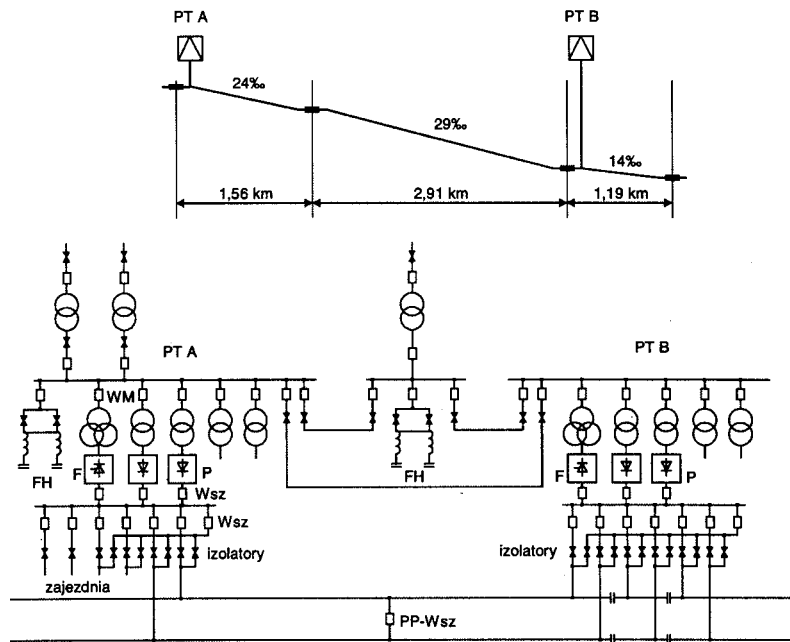 PT A
PT B
24‰
29‰
14‰
1,56 km
2,91 km
1,19 km
PT A
PT B
WM
F
P
FH
FH
F
P
Wsz
Wsz
izolatory
izolatory
zajezdnia
PP-Wsz